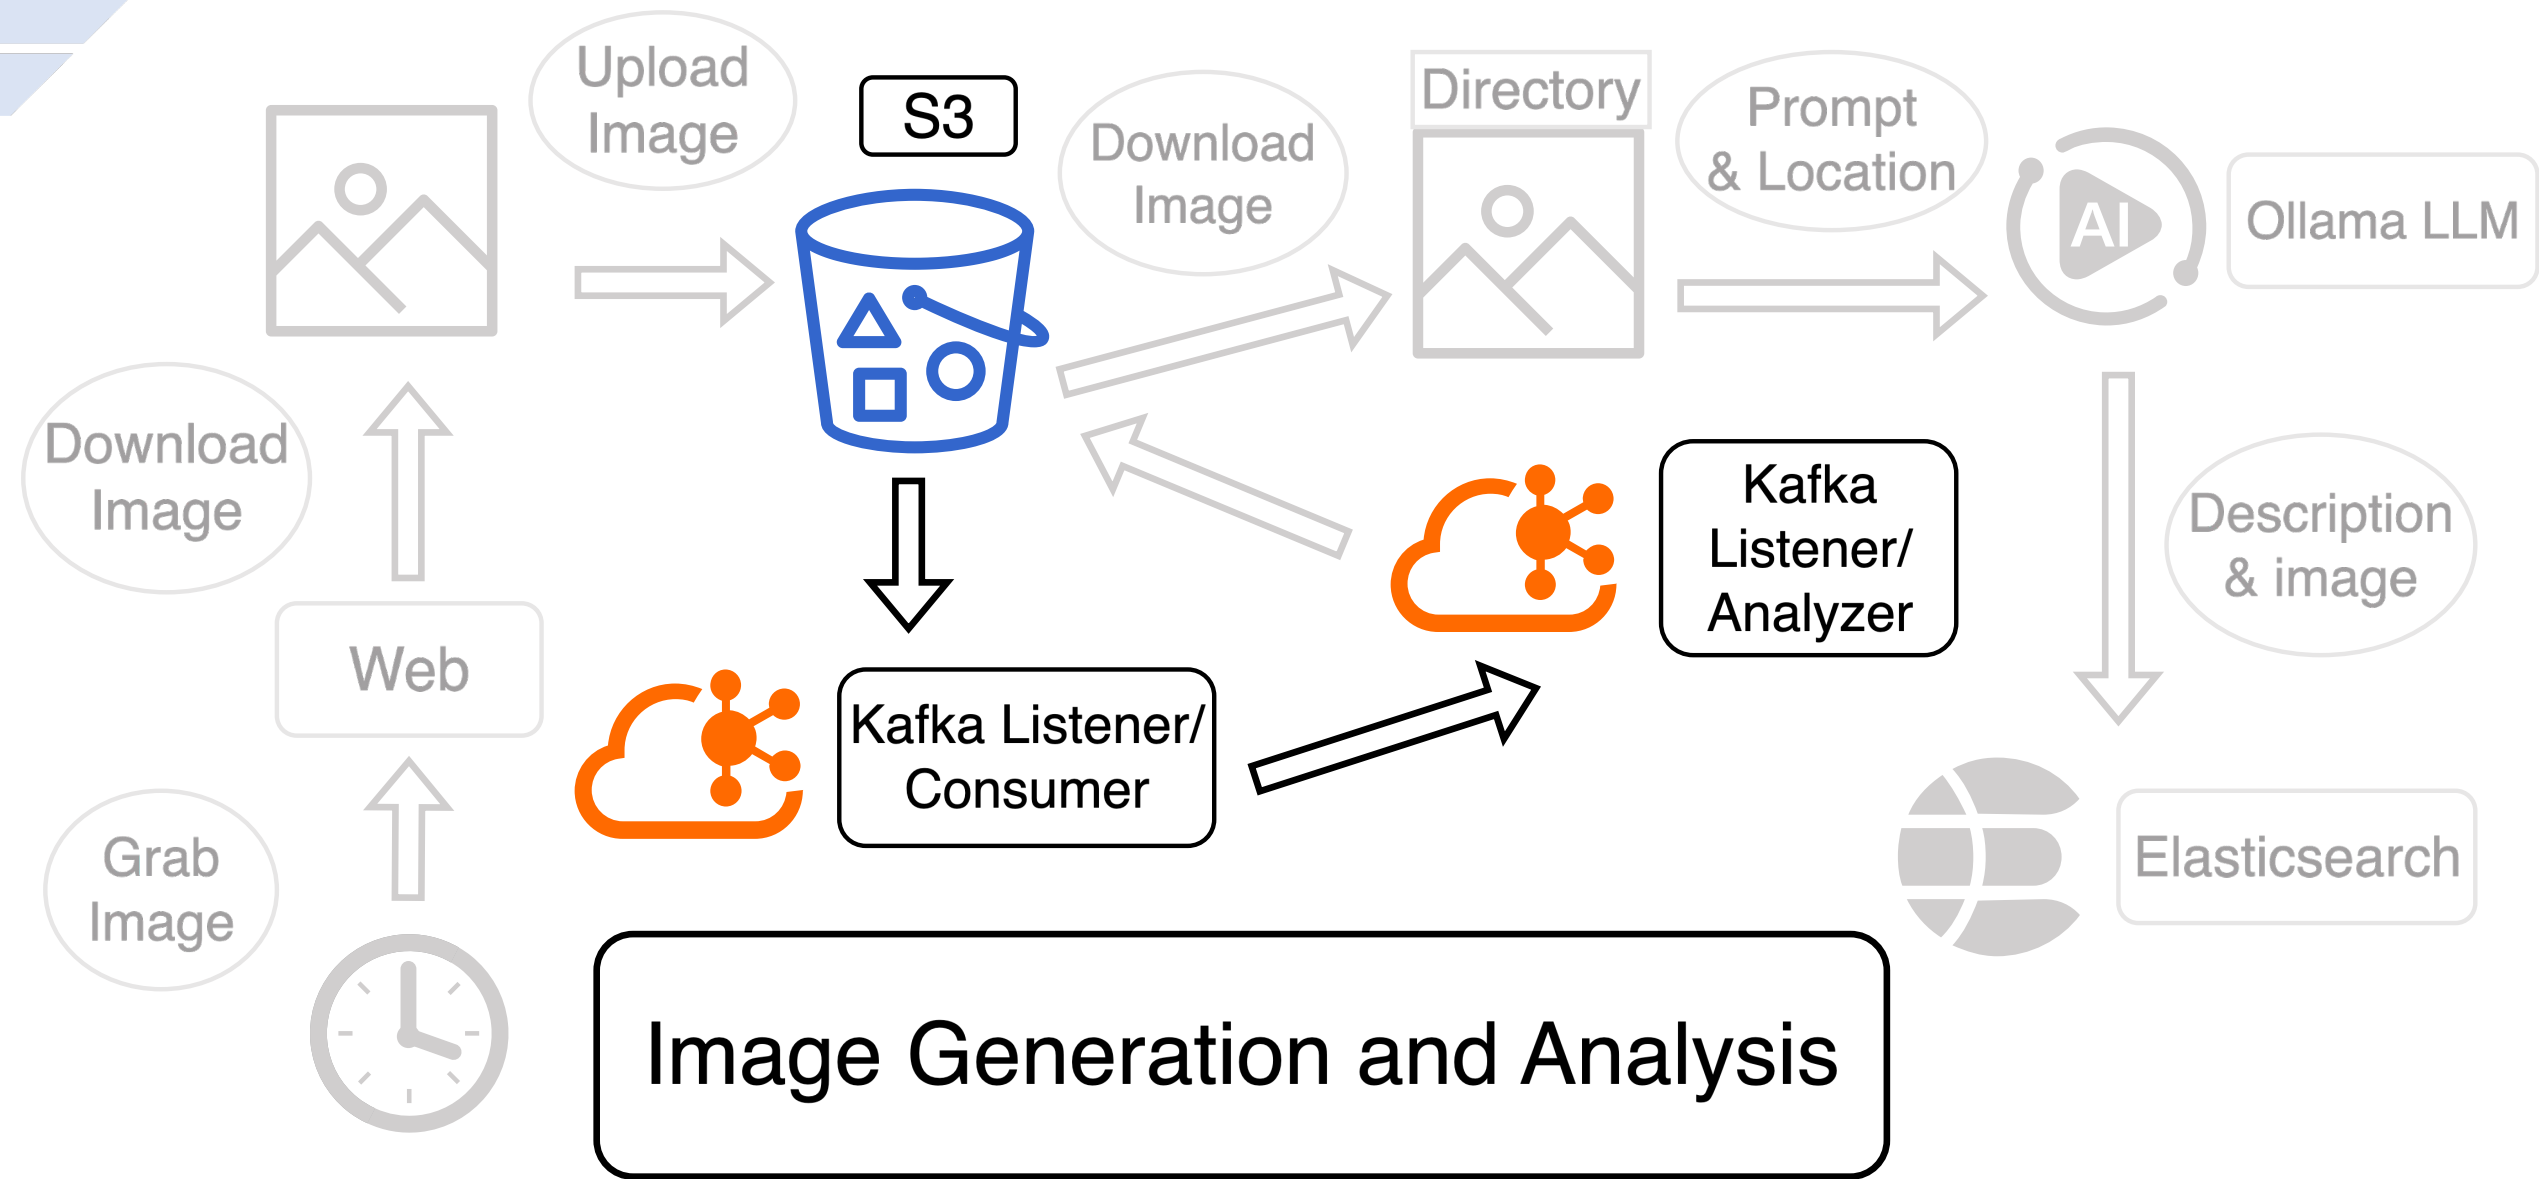 Upload
Image
S3
Download
Image
Directory
Prompt
& Location
AI
Ollama LLM
Download
Image
Kafka
Listener/
Analyzer
Description
& image
Web
Kafka Listener/
Consumer
Grab
Image
Elasticsearch
Image Generation and Analysis